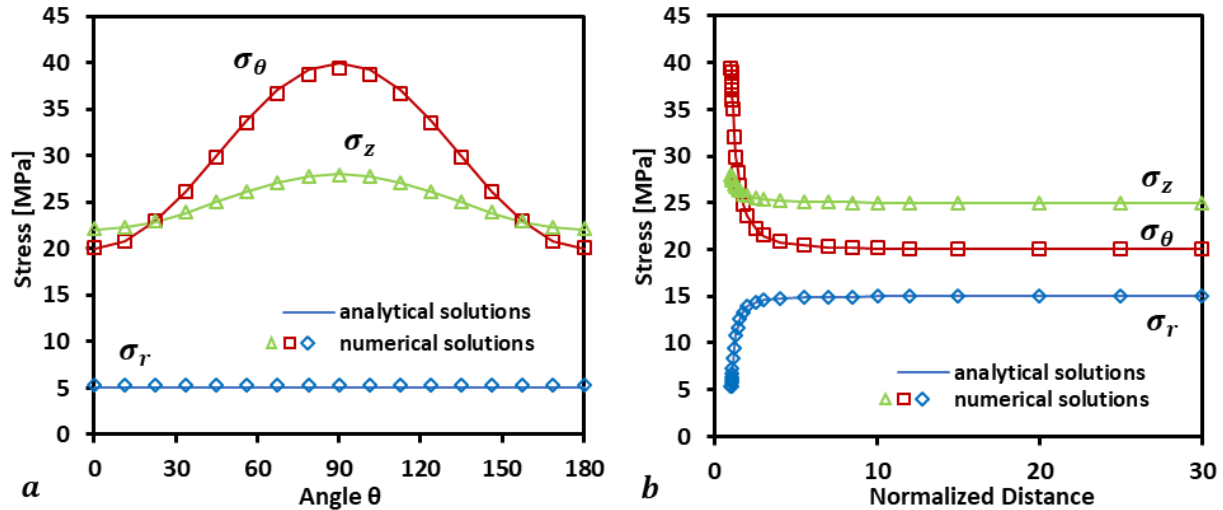 45
40
35
30
25
20
15
10
5
0
Stress [MPa]
σθ
σz
analytical solutions
numerical solutions
σr
0 30 60 90 120 150 180
Angle θ
a
45
40
35
30
25
20
15
10
5
0
Stress [MPa]
σz
σθ
σr
analytical solutions
numerical solutions
0 10 20 30
Normalized Distance
b